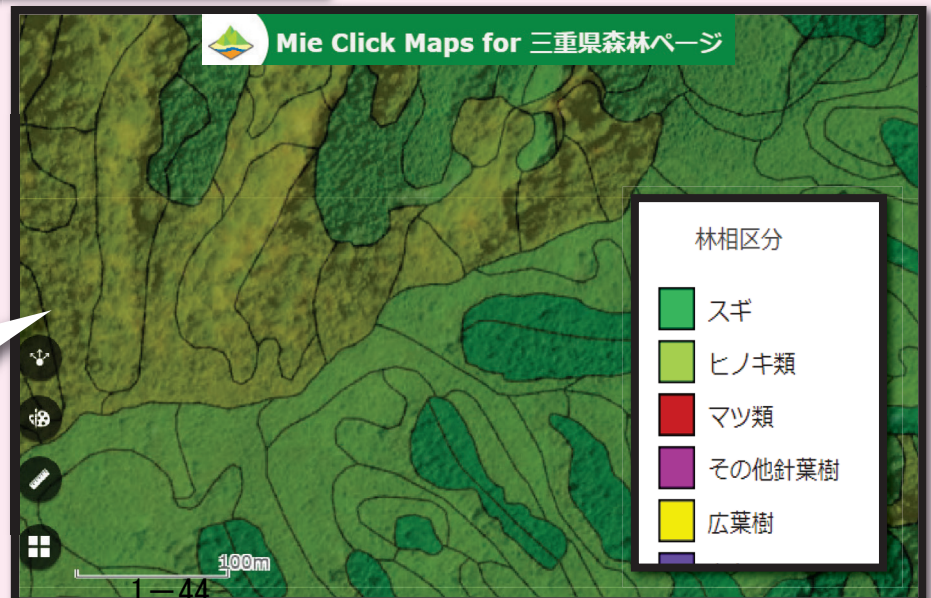 Mie Click Maps for 三重県森林ページ
林相区分
スギ
ヒノキ類
マツ類
その他針葉樹
広葉樹
100m
1－44